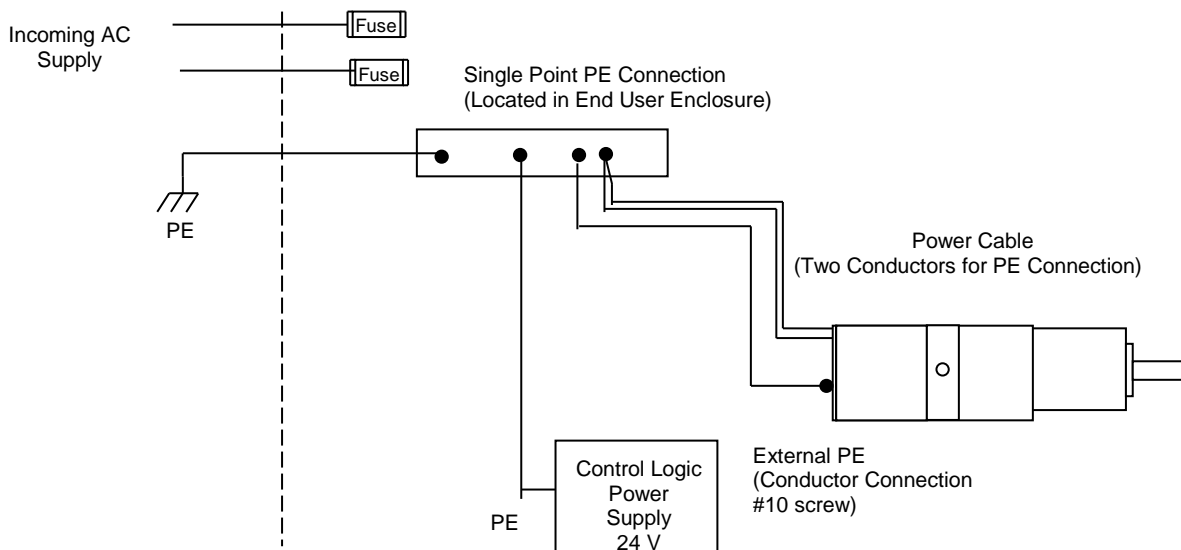 Incoming AC
Supply
Fuse
Fuse
Single Point PE Connection
(Located in End User Enclosure)
PE
Power Cable
(Two Conductors for PE Connection)
External PE
(Conductor Connection
#10 screw)
Control Logic
Power
Supply
24 V
PE